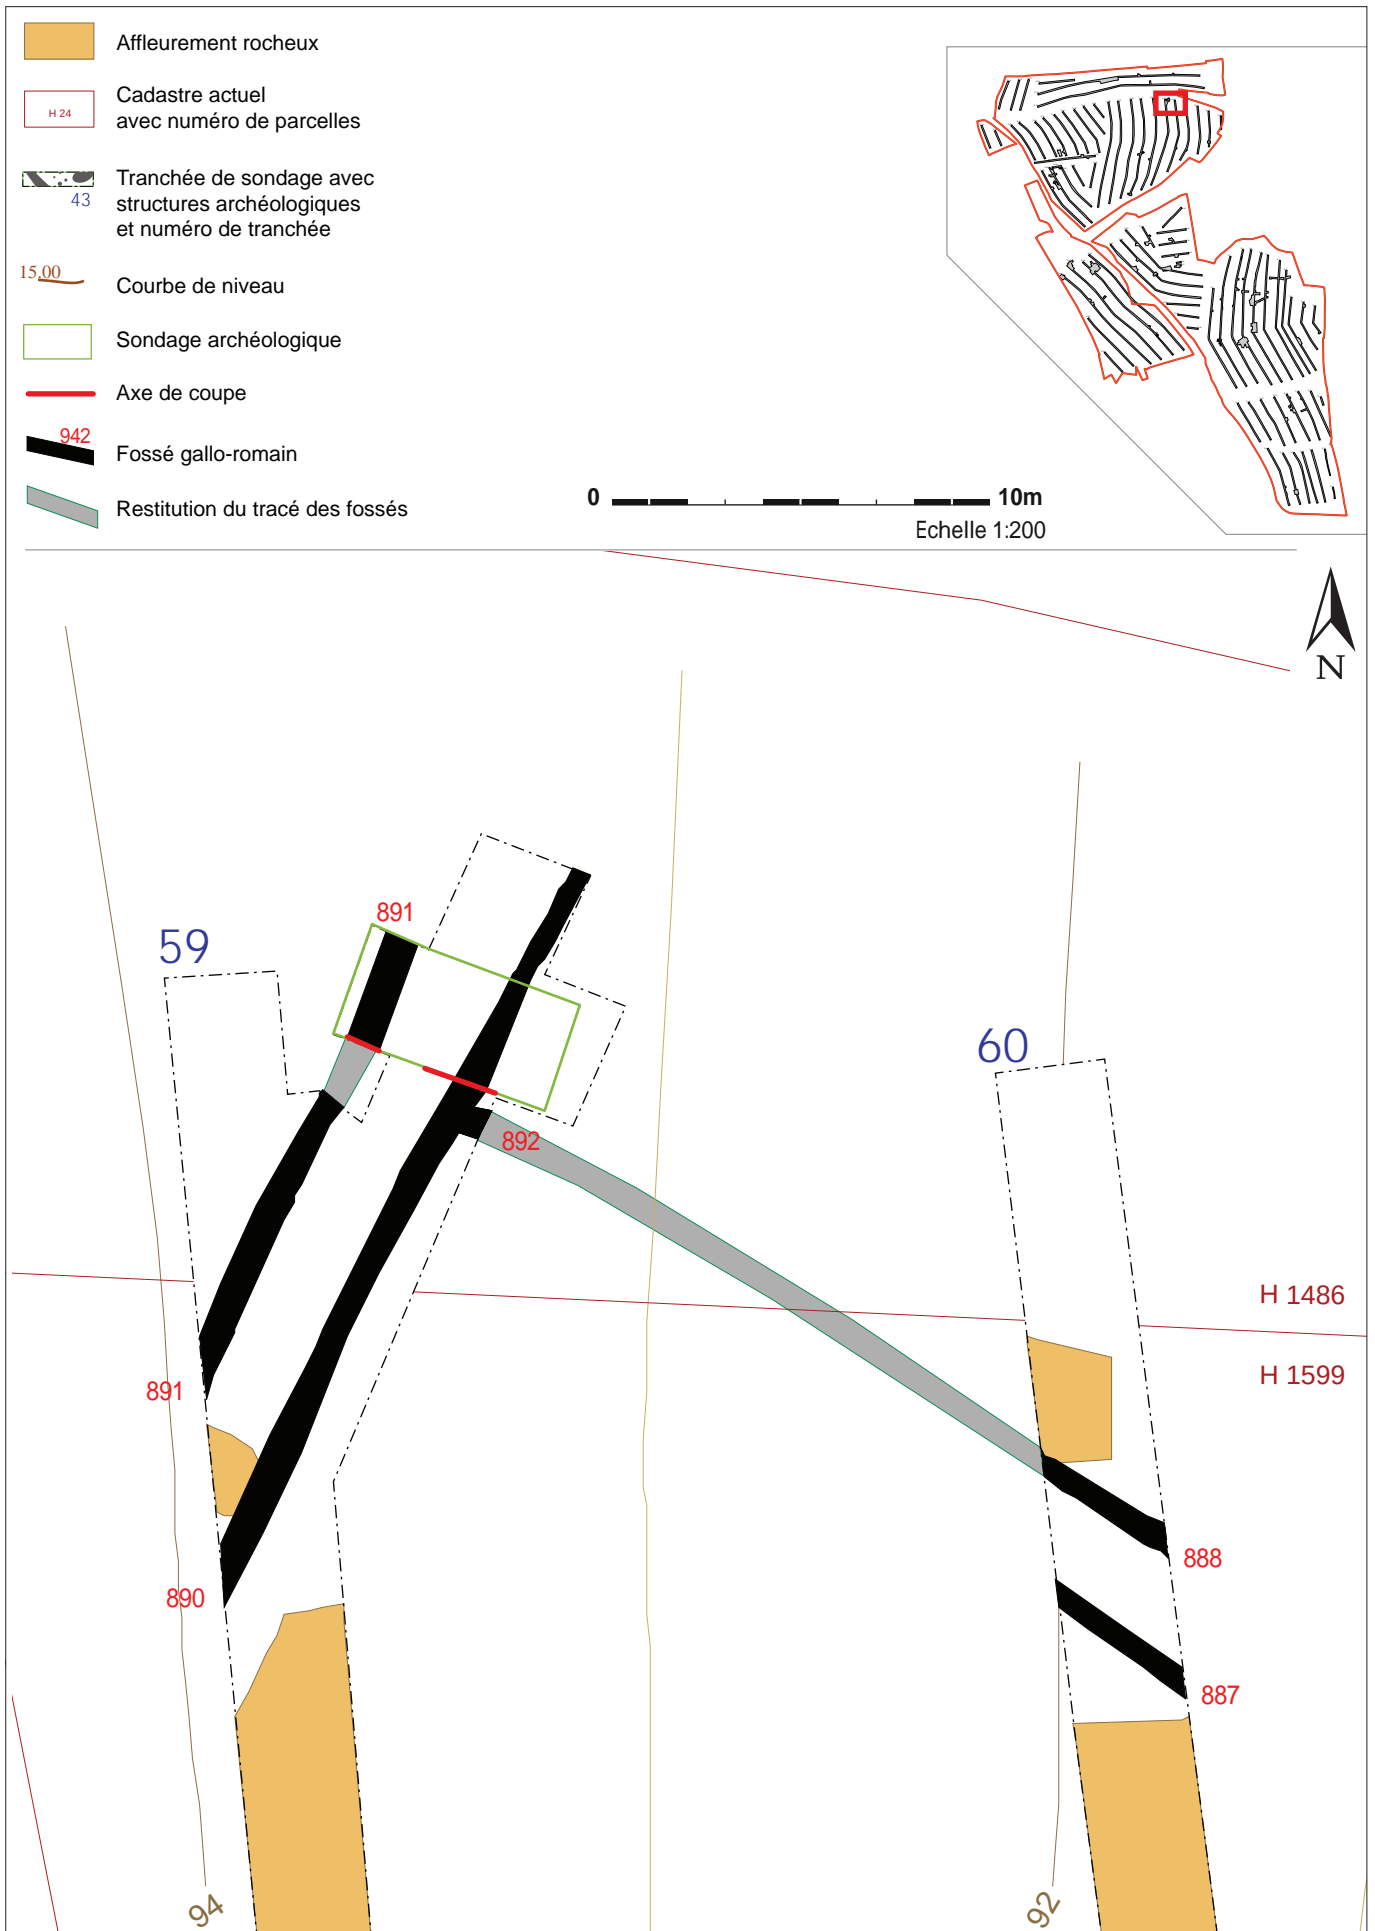 Affleurement rocheux
H 24
Cadastre actuel
avec numéro de parcelles
43
Tranchée de sondage avec
structures archéologiques
et numéro de tranchée
15,00
Courbe de niveau
Sondage archéologique
Axe de coupe
942
Fossé gallo-romain
Restitution du tracé des fossés
0 10m
Echelle 1:200
N
891
59
60
892
H 1486
H 1599
891
888
890
887
94
92